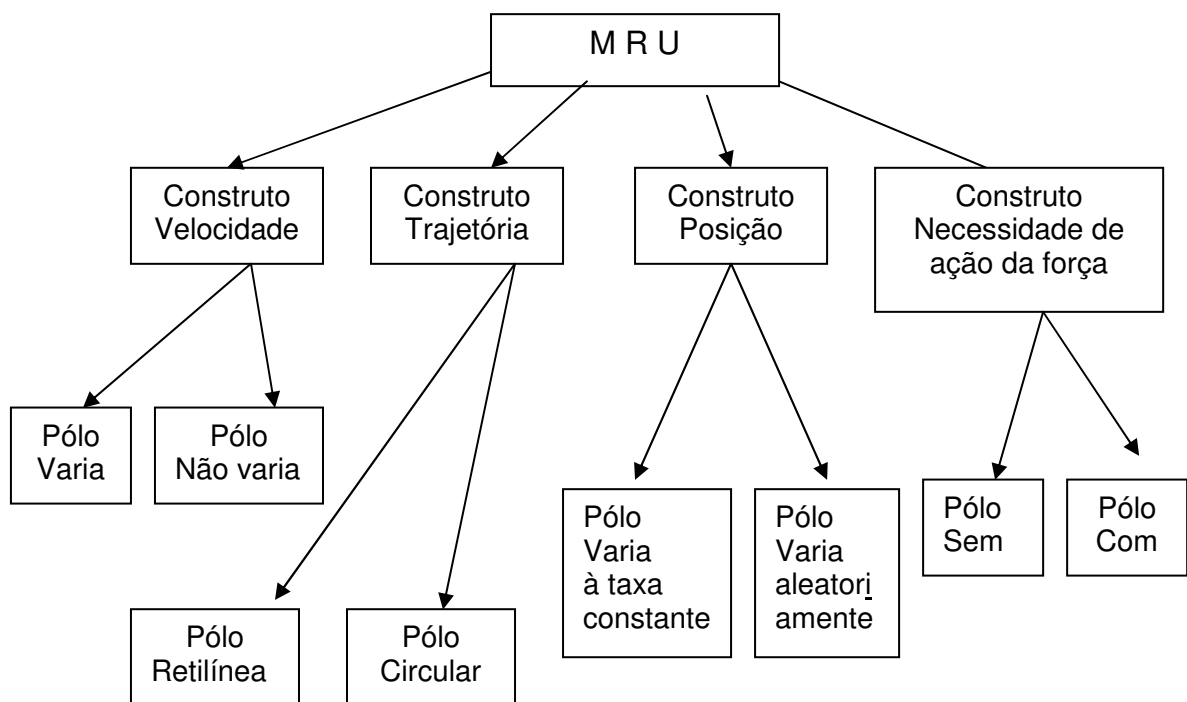 M R U
Construto
Velocidade
Construto
Trajetória
Construto
Posição
Construto
Necessidade de
ação da força
Pólo
Varia
Pólo
Não varia
Pólo
Varia
à taxa
constante
Pólo
Varia
aleatori
amente
Pólo
Sem
Pólo
Com
Pólo
Retilínea
Pólo
Circular